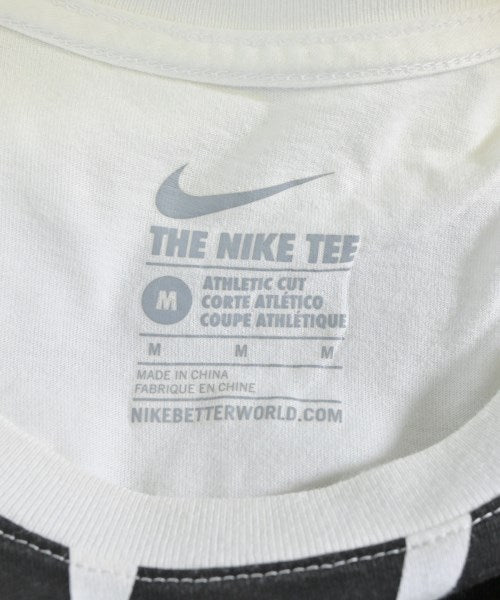 THE NIKE TEE
M
ATHLETIC CUT
CORTE ATLÉTICO
COUPE ATHLÉTIQUE
M M M
MADE IN CHINA
FABRIQUE EN CHINE
NIKEBETTERWORLD.COM